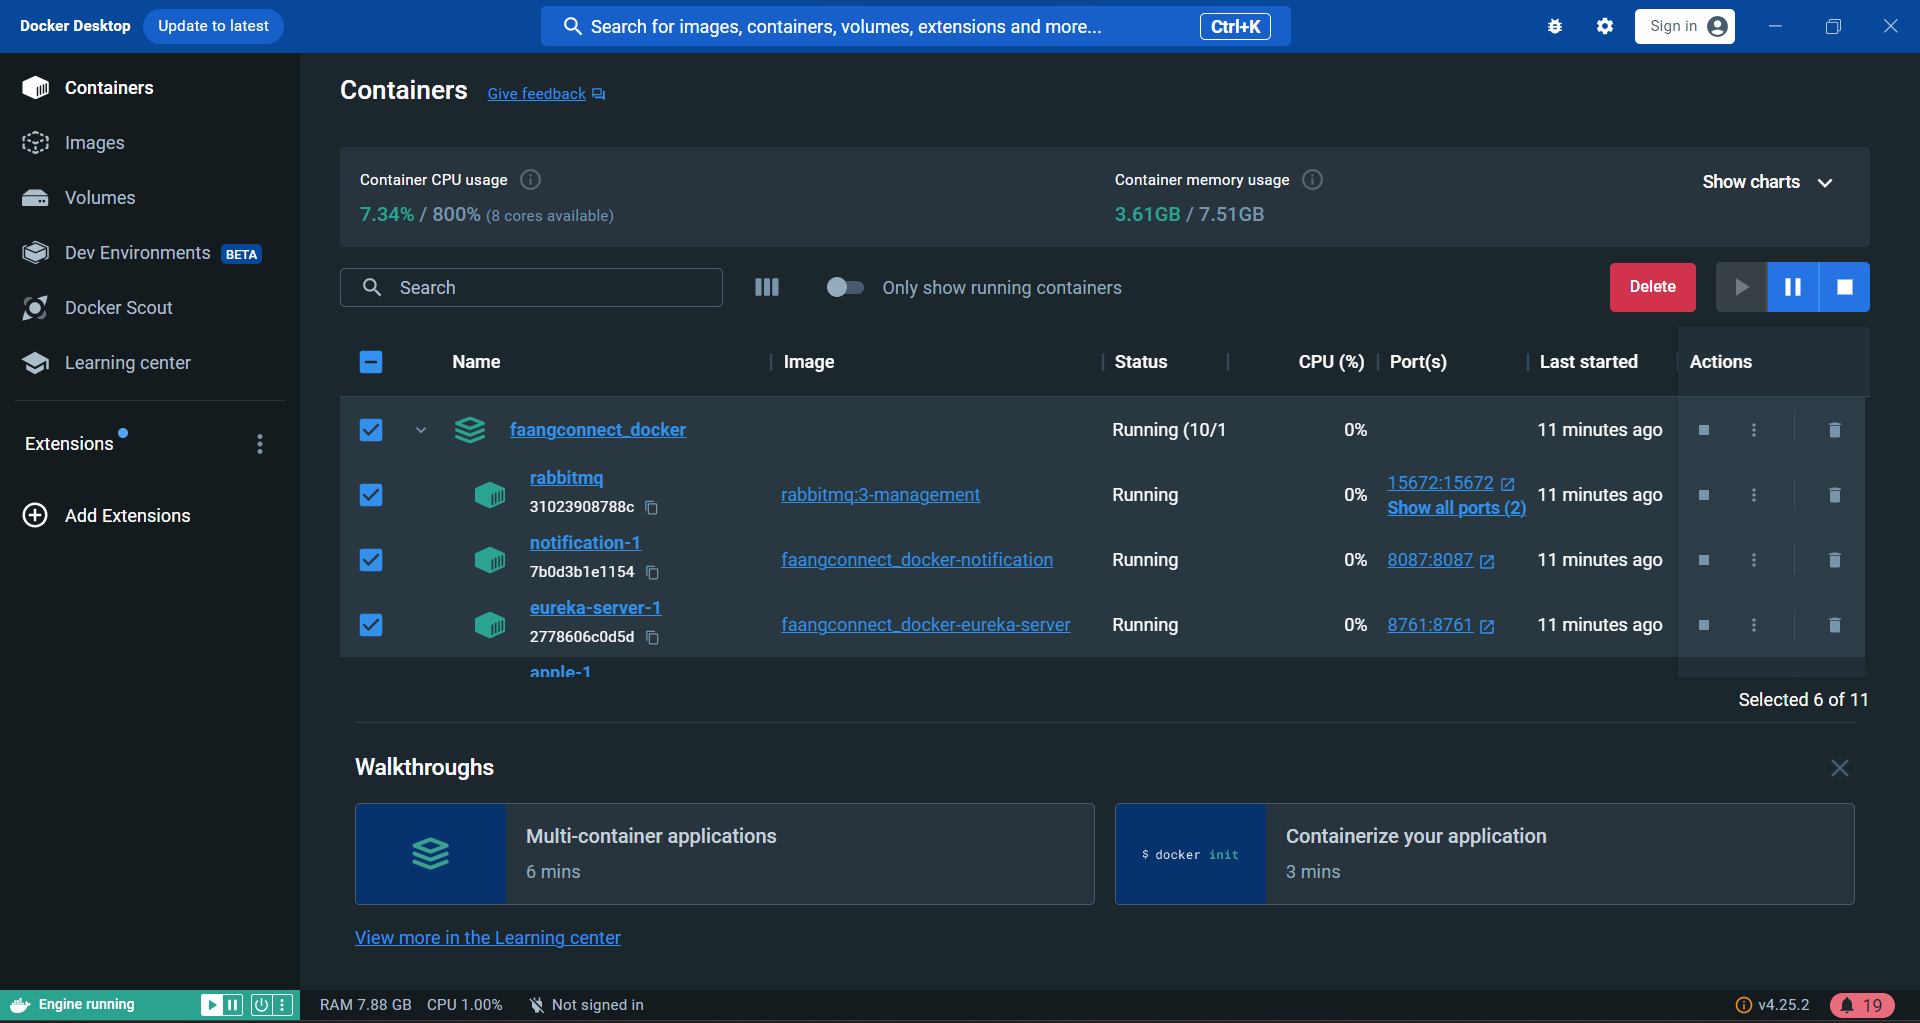 Docker Desktop Update to latest Search for images, containers, volumes, extensions and more... Ctrl+K Sign in
Containers
Images
Volumes
Dev Environments BETA
Docker Scout
Learning center
Extensions
Add Extensions
Containers Give feedback
Container CPU usage
7.34% / 800% (8 cores available)
Container memory usage
3.61GB / 7.51GB
Show charts
Search Only show running containers Delete
Name Image Status CPU (%) Port(s) Last started Actions
faangconnect_docker Running (10/1 0% 11 minutes ago
rabbitmq
31023908788c
rabbitmq:3-management Running 0%
15672:15672
Show all ports (2)
11 minutes ago
notification-1
7b0d3b1e1154
faangconnect_docker-notification Running 0% 8087:8087 11 minutes ago
eureka-server-1
2778606c0d5d
faangconnect_docker-eureka-server Running 0% 8761:8761 11 minutes ago
apple-1
Selected 6 of 11
Walkthroughs
Multi-container applications
6 mins
$ docker init
Containerize your application
3 mins
View more in the Learning center
Engine running RAM 7.88 GB CPU 1.00% Not signed in v4.25.2 19